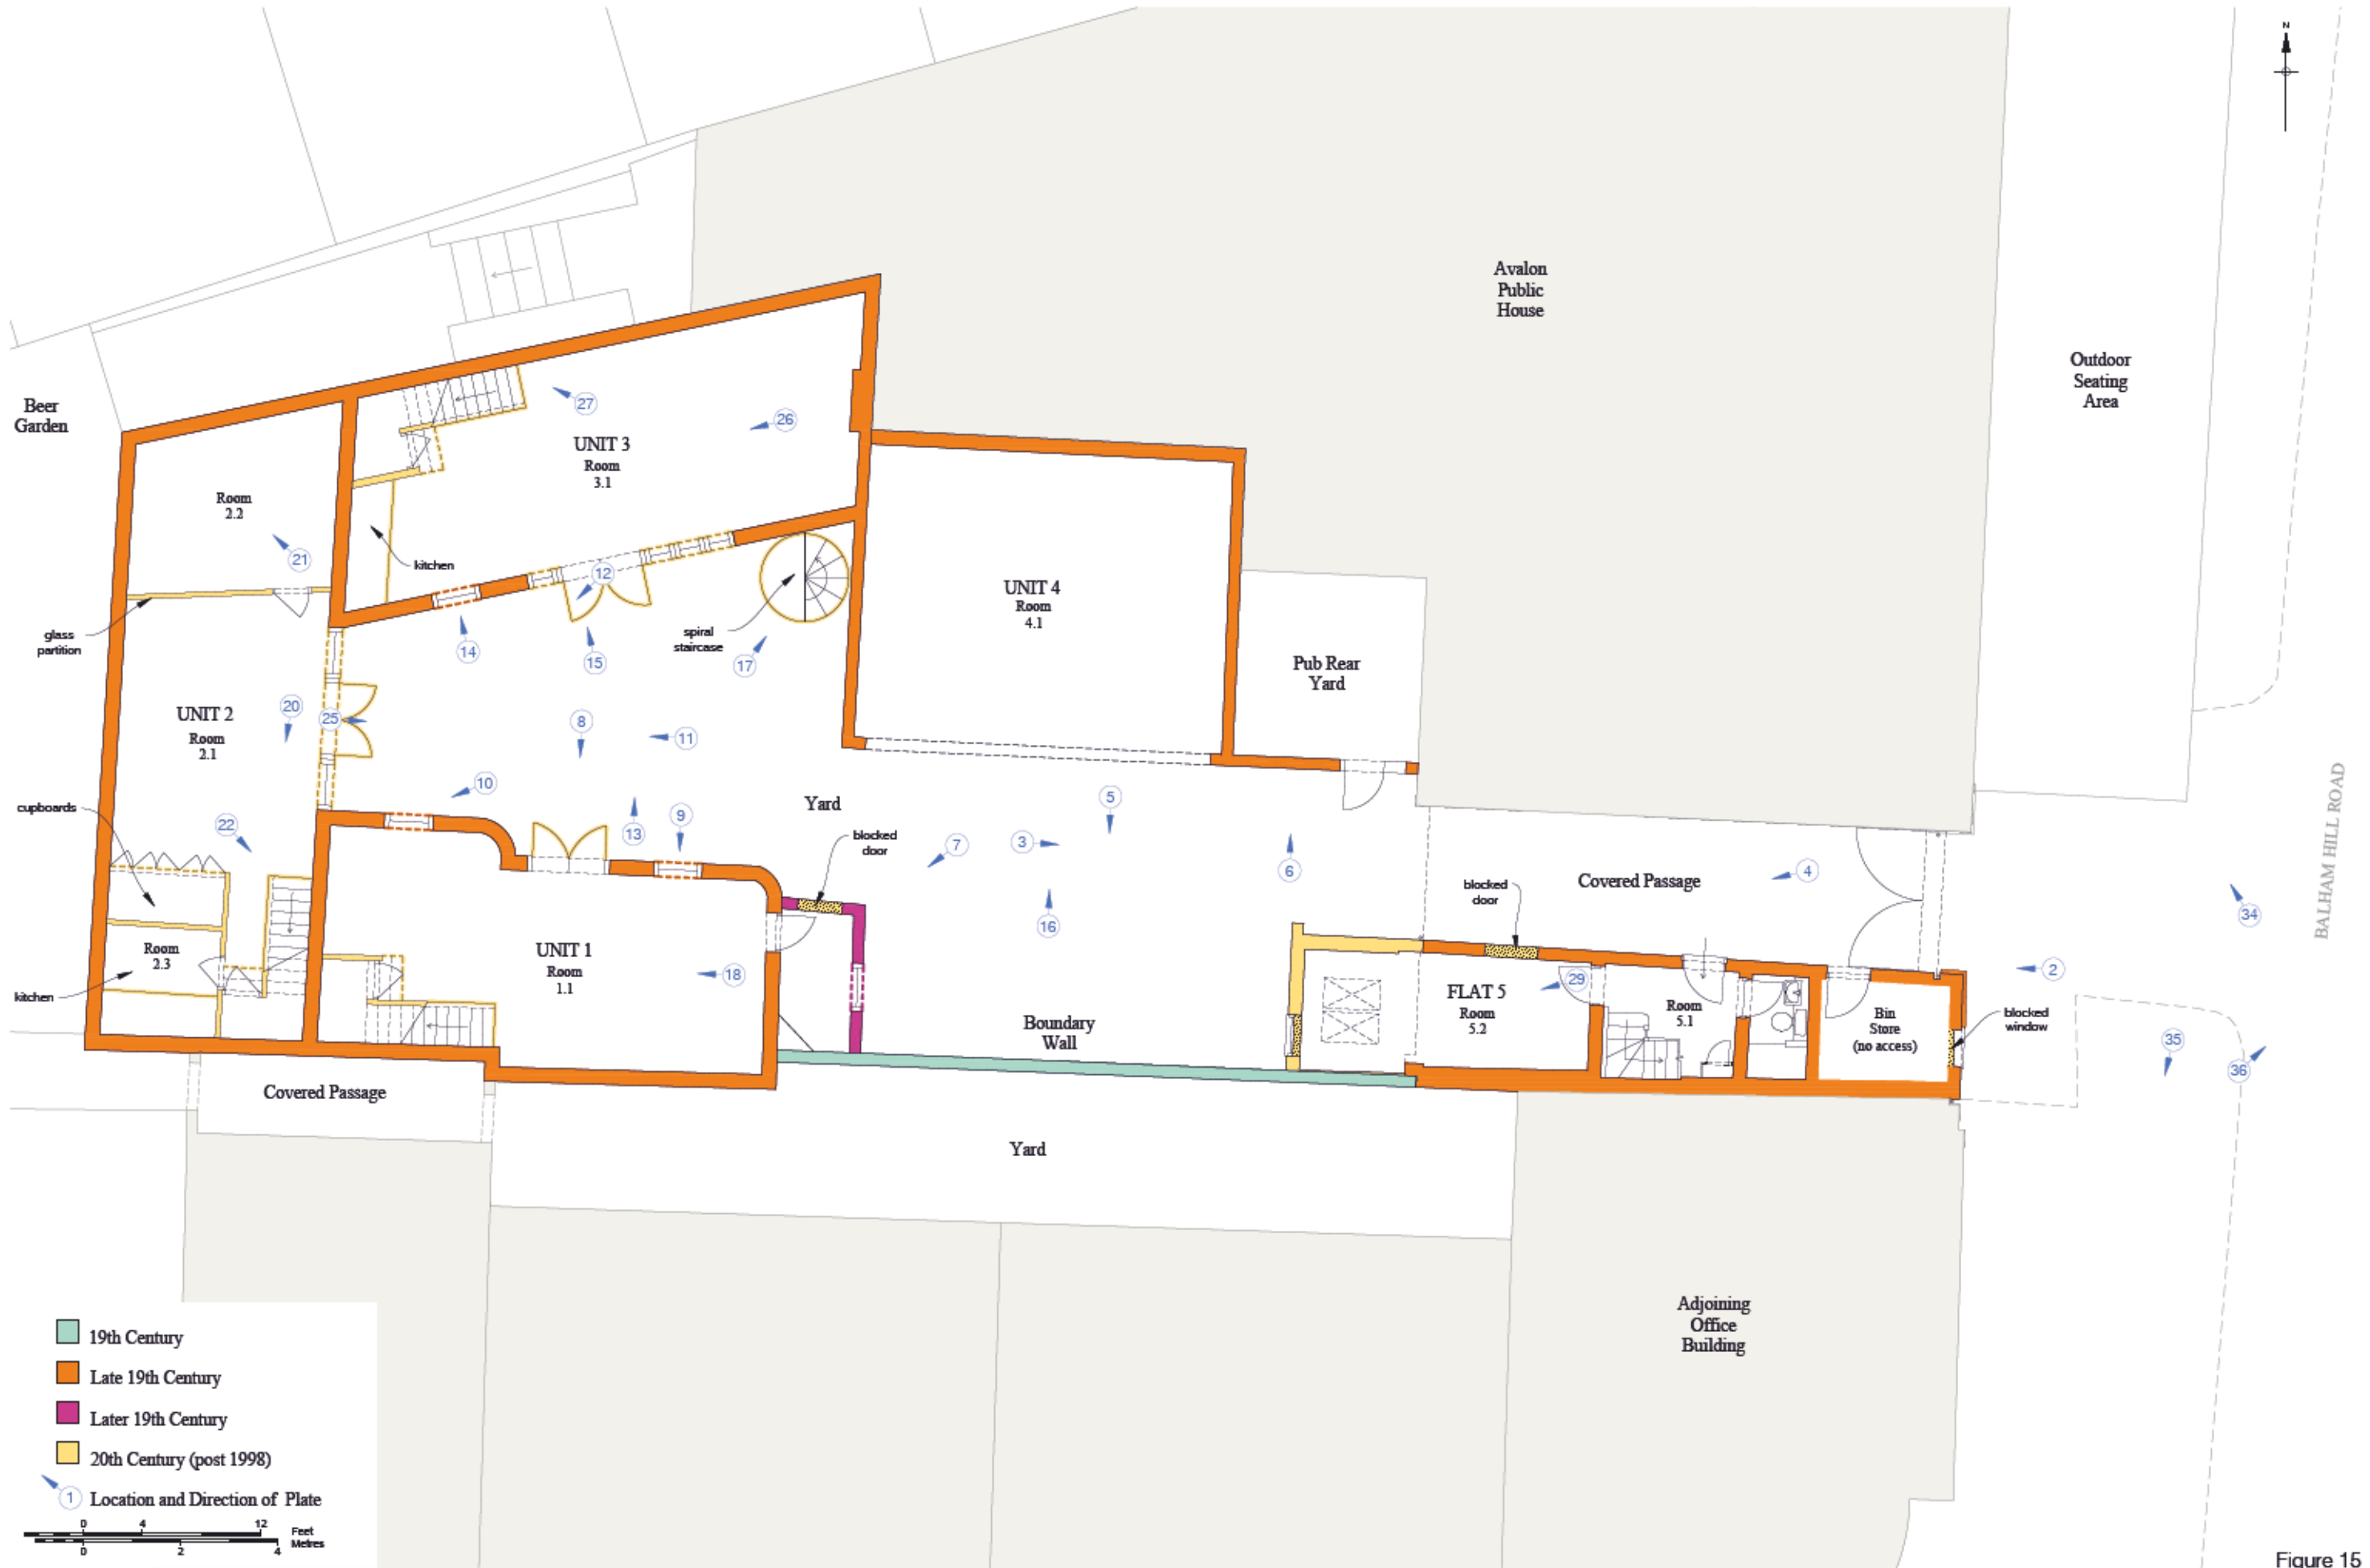 N
Avalon
Public
House
Outdoor
Seating
Area
Beer
Garden
27
26
UNIT 3
Room
3.1
Room
2.2
21
kitchen
12
UNIT 4
Room
4.1
glass
partition
14
15
spiral
staircase
17
Pub Rear
Yard
UNIT 2
Room
2.1
20
25
8
11
10
cupboards
22
13
9
Yard
blocked
door
7
3
5
6
16
blocked
door
Covered Passage
4
34
BALHAM HILL ROAD
Room
2.3
kitchen
UNIT 1
Room
1.1
18
Boundary
Wall
FLAT 5
Room
5.2
29
Room
5.1
Bin
Store
(no access)
2
blocked
window
35
36
Covered Passage
Yard
Adjoining
Office
Building
19th Century
Late 19th Century
Later 19th Century
20th Century (post 1998)
1 Location and Direction of Plate
0 4 12 Feet
0 2 4 Metres
Figure 15